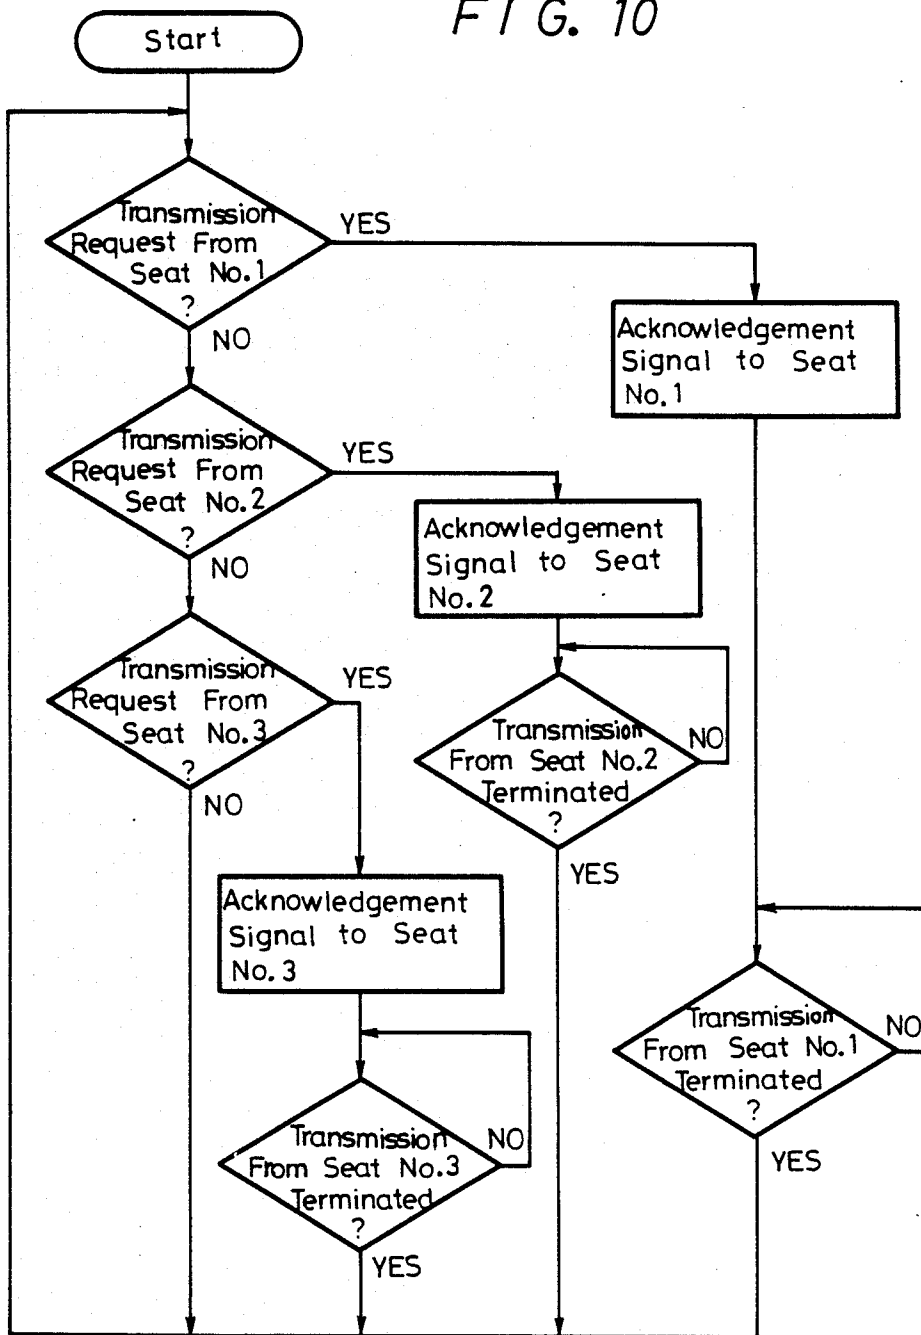 FIG. 10
Start
Transmission
Request From
Seat No.1
?
YES
NO
Acknowledgement
Signal to Seat
No.1
Transmission
Request From
Seat No.2
?
YES
NO
Acknowledgement
Signal to Seat
No.2
Transmission
Request From
Seat No.3
?
YES
NO
Transmission
From Seat No.2
Terminated
?
NO
YES
Acknowledgement
Signal to Seat
No.3
Transmission
From Seat No.1
Terminated
?
NO
YES
Transmission
From Seat No.3
Terminated
?
NO
YES